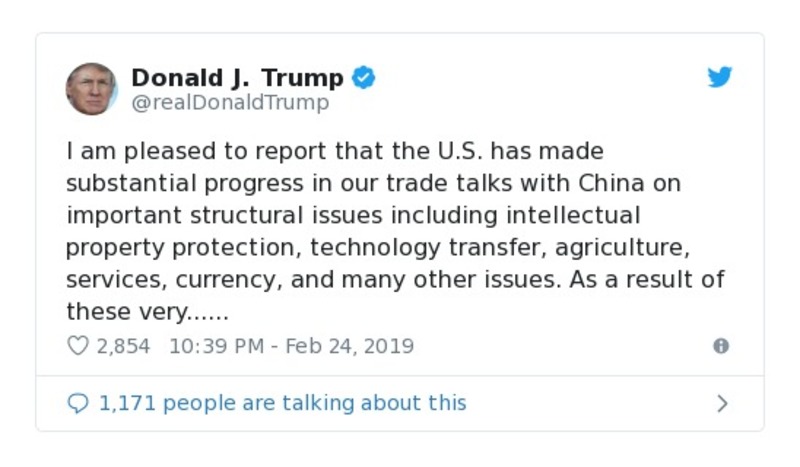 Donald J. Trump
@realDonaldTrump
I am pleased to report that the U.S. has made
substantial progress in our trade talks with China on
important structural issues including intellectual
property protection, technology transfer, agriculture,
services, currency, and many other issues. As a result of
these very......
2,854 10:39 PM - Feb 24, 2019
1,171 people are talking about this